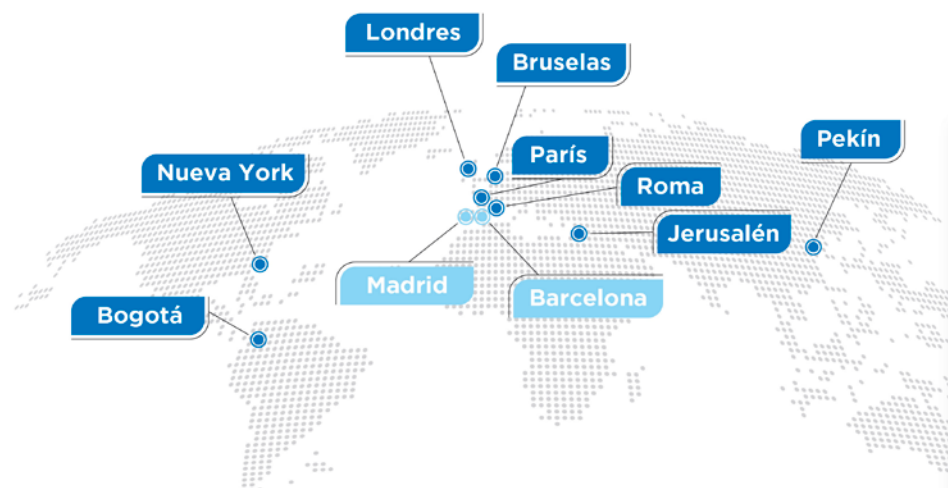 Londres
Bruselas
Pekín
París
Nueva York
Roma
Jerusalén
Madrid
Barcelona
Bogotá